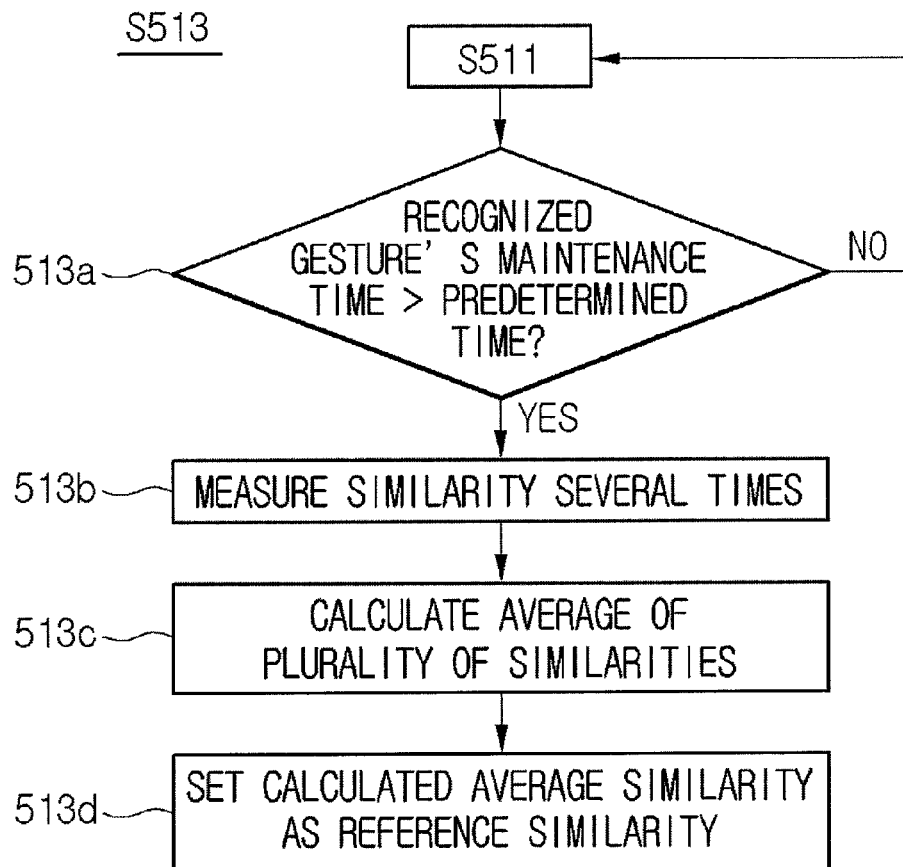 S513
S511
RECOGNIZED
GESTURE' S MAINTENANCE
TIME > PREDETERMINED
TIME?
NO
513a
YES
513b
MEASURE SIMILARITY SEVERAL TIMES
513c
CALCULATE AVERAGE OF
PLURALITY OF SIMILARITIES
513d
SET CALCULATED AVERAGE SIMILARITY
AS REFERENCE SIMILARITY